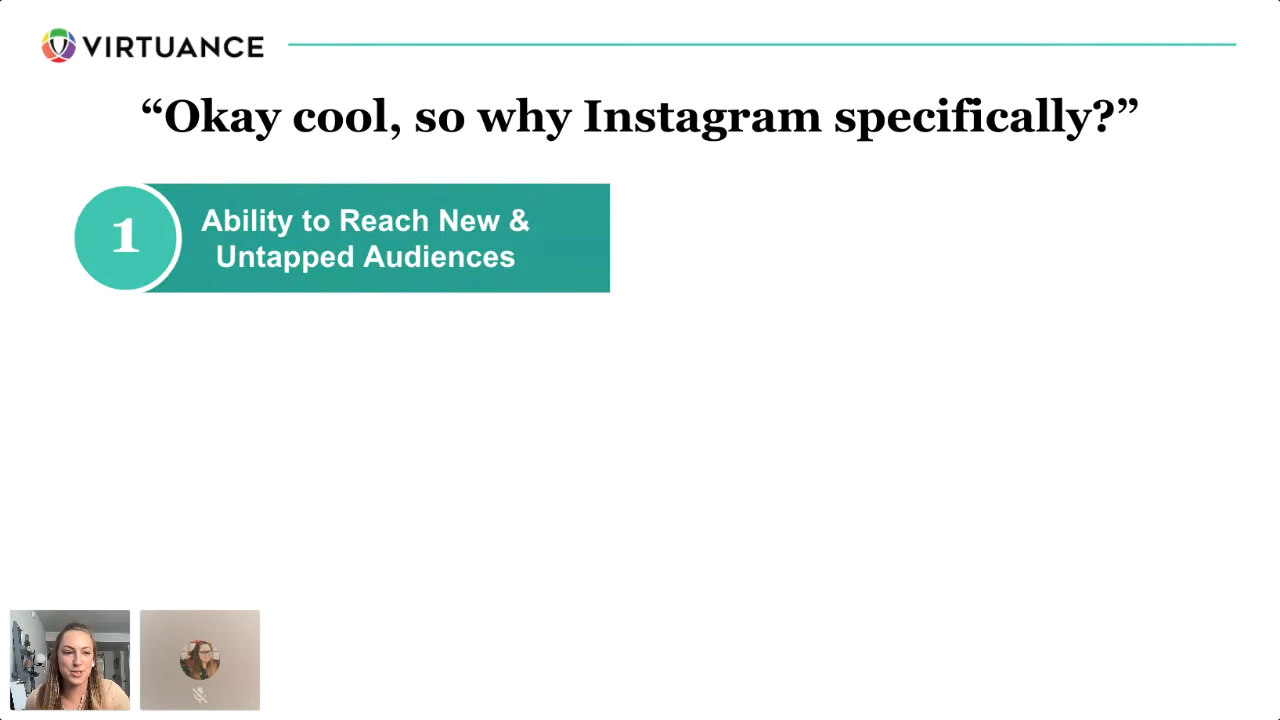 VIRTUANCE
“Okay cool, so why Instagram specifically?”
1
Ability to Reach New &
Untapped Audiences